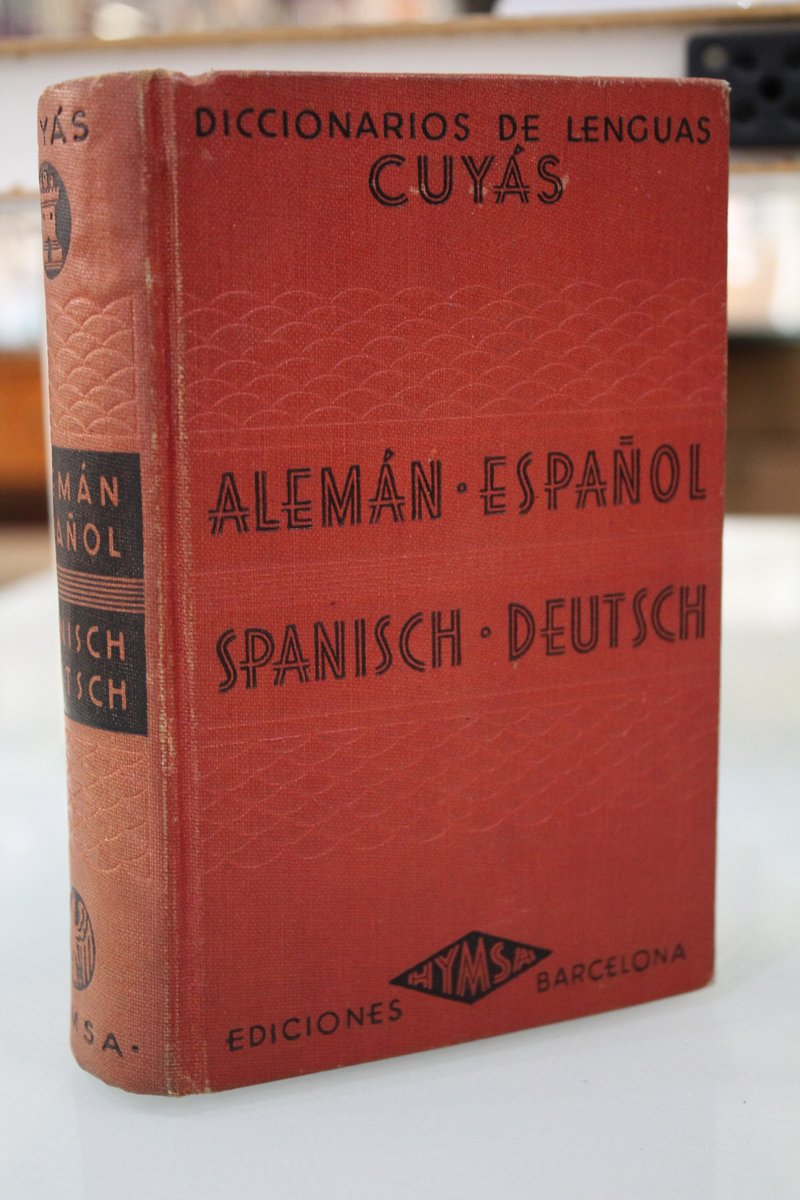 DICCIONARIOS DE LENGUAS
CUYÁS
ALEMÁN · ESPAÑOL
SPANISCH · DEUTSCH
HYMSA
EDICIONES BARCELONA